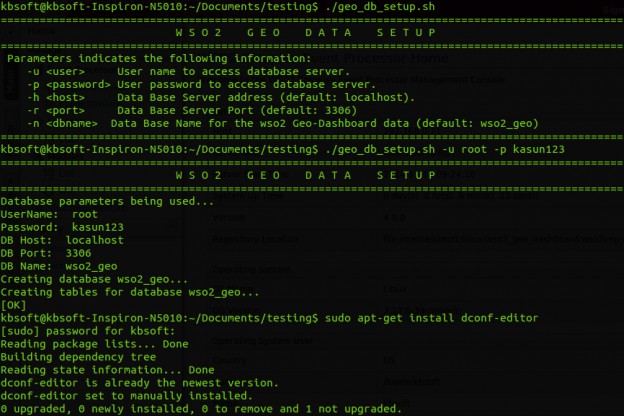 kbsoft@kbsoft-Inspiron-N5010:~/Documents/testing$ ./geo_db_setup.sh
================================================================================
W S O 2   G E O   D A T A   S E T U P
================================================================================
Parameters indicates the following information:
-u <user>     User name to access database server.
-p <password> User password to access database server.
-h <host>     Data Base Server address (default: localhost).
-r <port>     Data Base Server Port (default: 3306)
-n <dbname>  Data Base Name for the wso2 Geo-Dashboard data (default: wso2_geo)
================================================================================
kbsoft@kbsoft-Inspiron-N5010:~/Documents/testing$ ./geo_db_setup.sh -u root -p kasun123
================================================================================
W S O 2   G E O   D A T A   S E T U P
================================================================================
Database parameters being used...
UserName:  root
Password:  kasun123
DB Host:  localhost
DB Port:  3306
DB Name:  wso2_geo
Creating database wso2_geo...
Creating tables for database wso2_geo...
[OK]
kbsoft@kbsoft-Inspiron-N5010:~/Documents/testing$ sudo apt-get install dconf-editor
[sudo] password for kbsoft:
Reading package lists... Done
Building dependency tree
Reading state information... Done
dconf-editor is already the newest version.
dconf-editor set to manually installed.
0 upgraded, 0 newly installed, 0 to remove and 1 not upgraded.